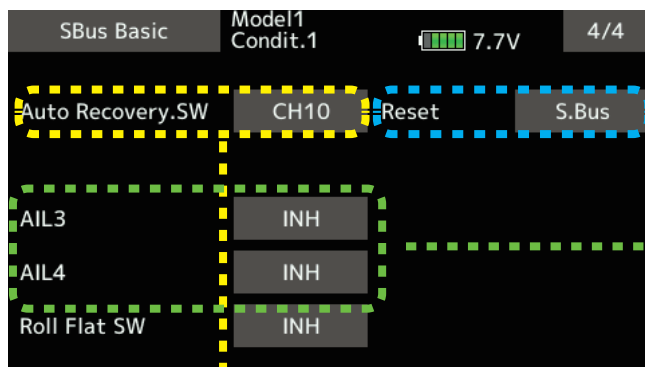 SBus Basic Model1 7.7V 4/4
Condit.1
Auto Recovery.SW CH10 Reset S.Bus
AIL3 INH
AIL4 INH
Roll Flat SW INH